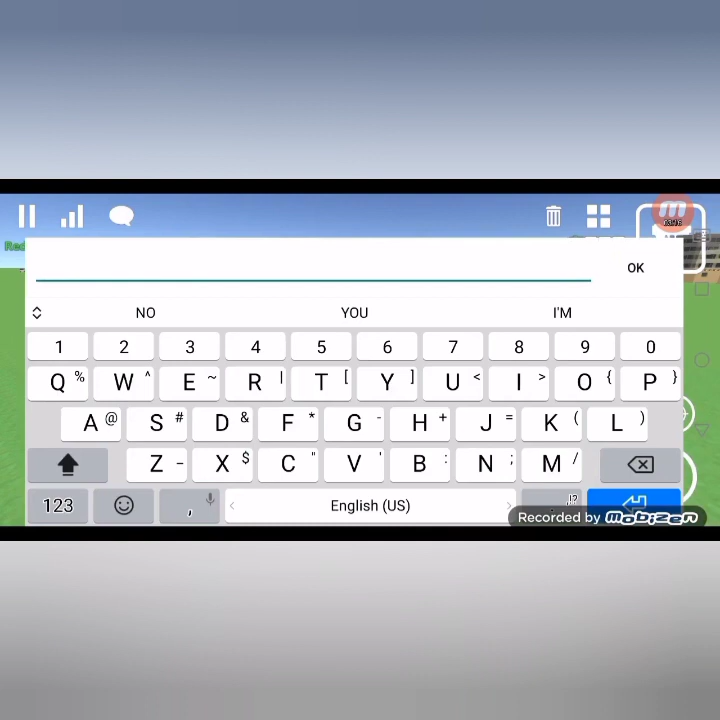 Red
OK
NO YOU I'M
1 2 3 4 5 6 7 8 9 0
Q % W ^ E ~ R | T [ Y ] U < I > O { P }
A @ S # D & F * G - H + J = K ( L )
Z _ X $ C " V ' B : N ; M /
123 , English (US) . !?
Recorded by mobizen